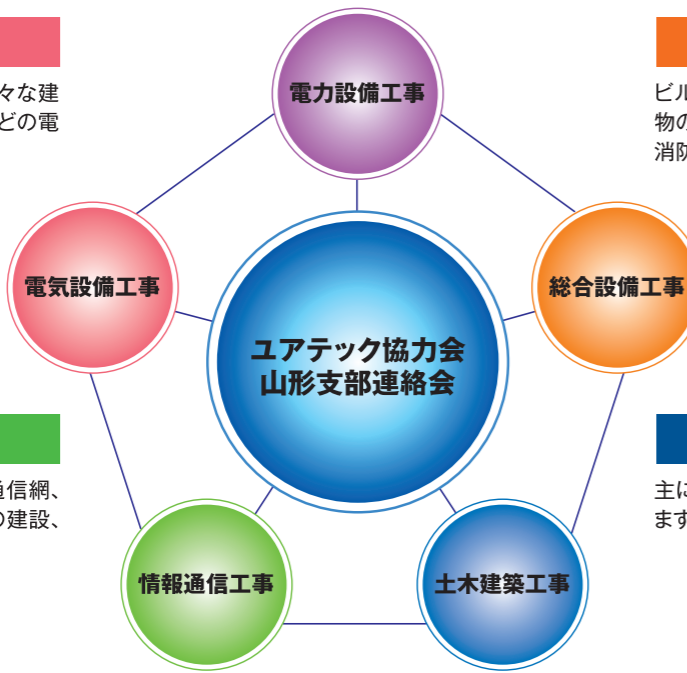 電力設備工事
々な建
どの電
ビル
物の
消防
電気設備工事
総合設備工事
ユアテック協力会
山形支部連絡会
通信網、
の建設、
主に
ます
情報通信工事
土木建築工事